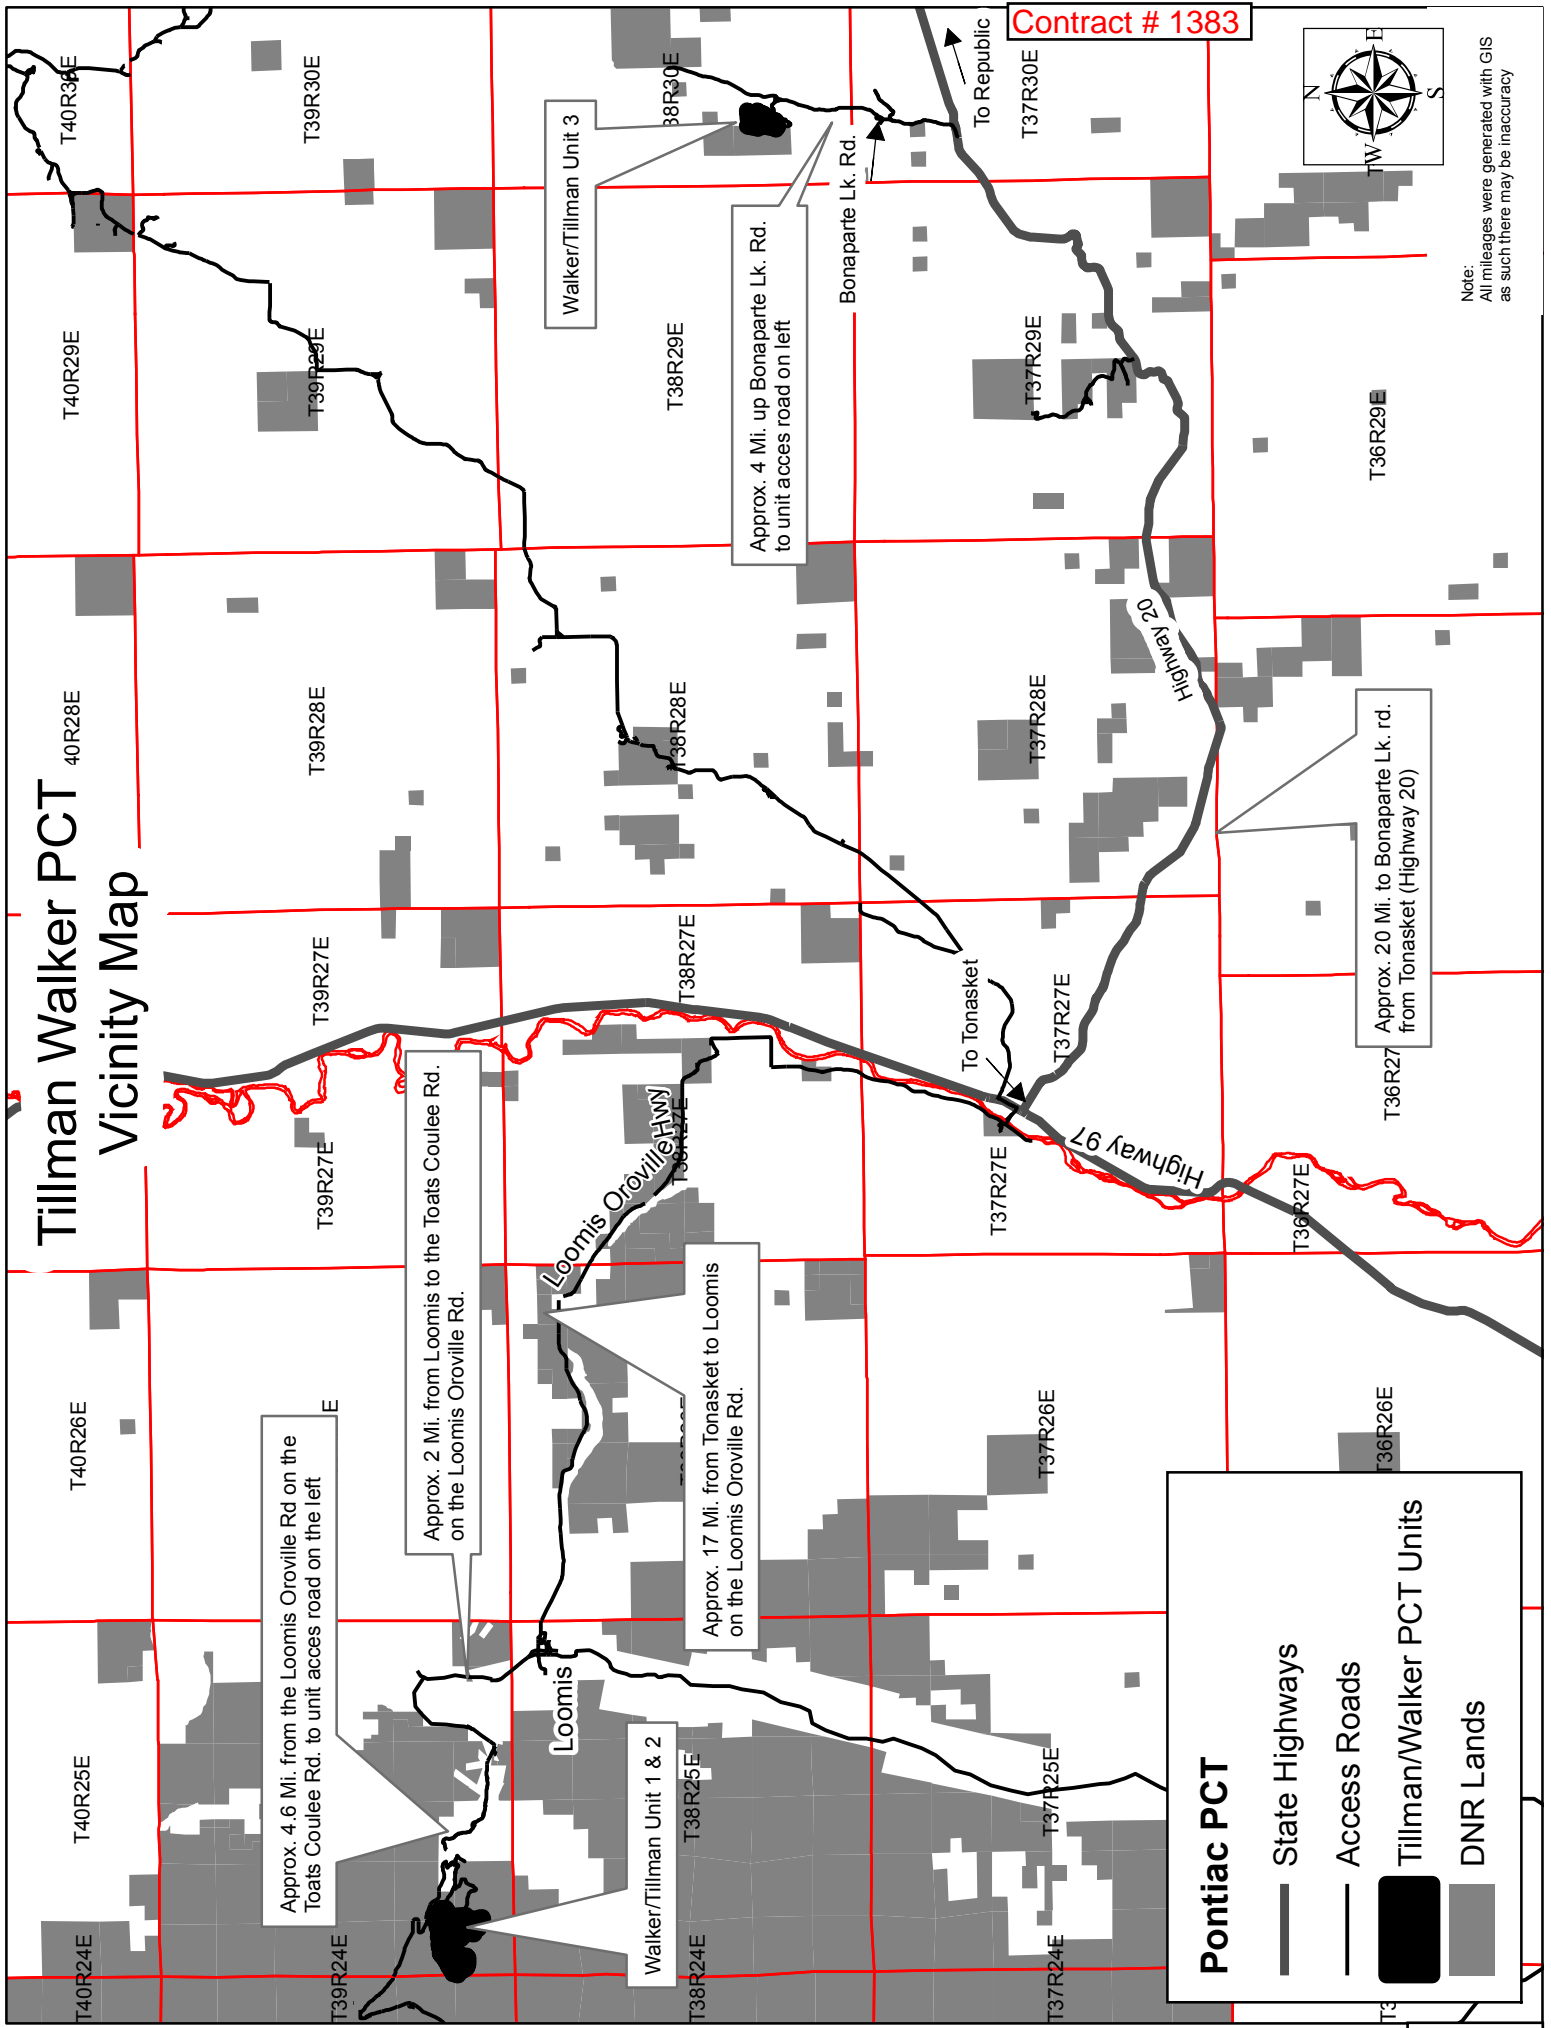 Contract # 1383
Tillman Walker PCT
Vicinity Map
T40R24E
T40R25E
T40R26E
40R28E
T40R29E
T40R30E
T39R24E
E
T39R27E
T39R27E
T39R28E
T39R29E
T39R30E
T38R24E
T38R25E
T38R27E
T38R27E
T38R28E
T38R29E
38R30E
T37R24E
T37R25E
T37R26E
T37R27E
T37R27E
T37R28E
T37R29E
T37R30E
T36R26E
T36R27E
T36R27
T36R29E
Approx. 4.6 Mi. from the Loomis Oroville Rd on the
Toats Coulee Rd. to unit acces road on the left
Approx. 2 Mi. from Loomis to the Toats Coulee Rd.
on the Loomis Oroville Rd.
Approx. 17 Mi. from Tonasket to Loomis
on the Loomis Oroville Rd.
Walker/Tillman Unit 1 & 2
Walker/Tillman Unit 3
Approx. 4 Mi. up Bonaparte Lk. Rd.
to unit acces road on left
Approx. 20 Mi. to Bonaparte Lk. rd.
from Tonasket (Highway 20)
Loomis
Loomis Oroville Hwy
To Tonasket
Highway 97
Highway 20
Bonaparte Lk. Rd.
To Republic
N
E
S
W
Note:
All mileages were generated with GIS
as such there may be inaccuracy
Pontiac PCT
State Highways
Access Roads
Tillman/Walker PCT Units
DNR Lands